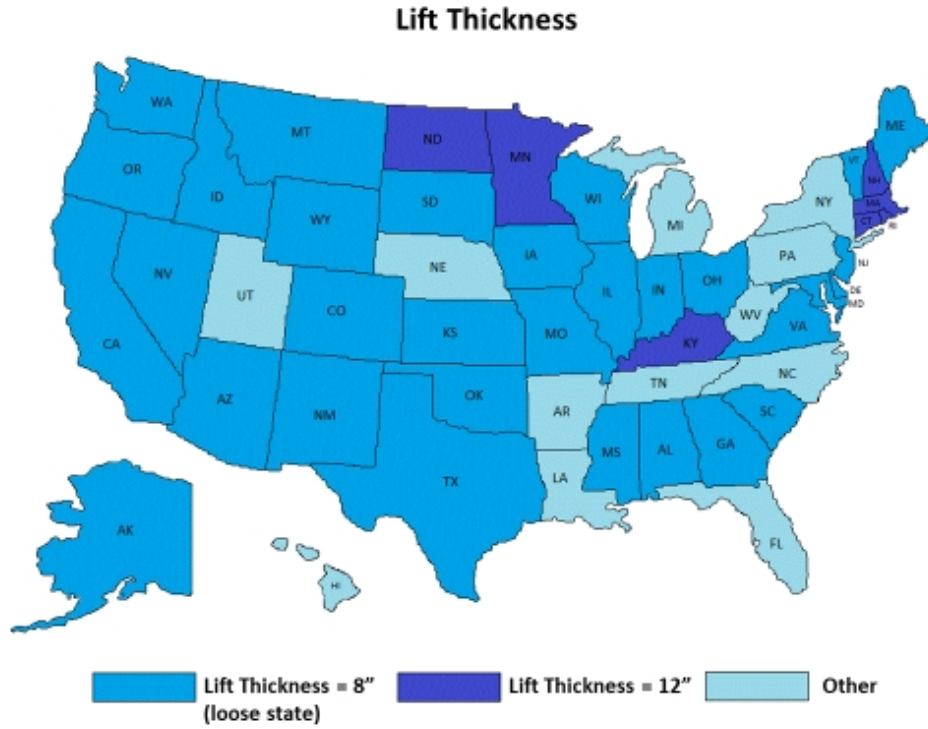 Lift Thickness
WA
MT
ND
MN
ME
OR
ID
WY
SD
WI
MI
VT
NH
NY
MA
CT
RI
NV
UT
NE
IA
IL
IN
OH
PA
NJ
CA
CO
KS
MO
KY
WV
VA
DE
MD
AZ
NM
OK
AR
TN
NC
TX
LA
MS
AL
GA
SC
AK
HI
FL
Lift Thickness = 8” Lift Thickness = 12” Other
(loose state)